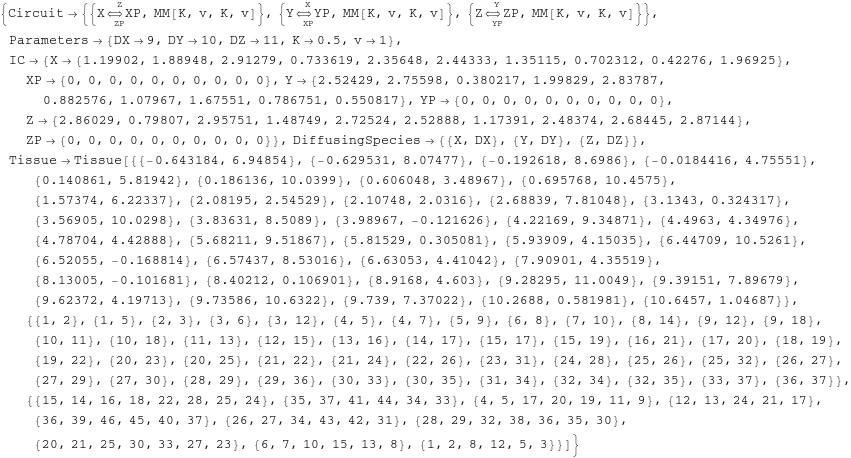 {Circuit→{{X⇔XP, MM[K, v, K, v]}, {Y⇔YP, MM[K, v, K, v]}, {Z⇔ZP, MM[K, v, K, v]}},
Z X Y
ZP XP YP
Parameters→{DX→9, DY→10, DZ→11, K→0.5, v→1},
IC→{X→{1.19902, 1.88948, 2.91279, 0.733619, 2.35648, 2.44333, 1.35115, 0.702312, 0.42276, 1.96925},
XP→{0, 0, 0, 0, 0, 0, 0, 0, 0, 0}, Y→{2.52429, 2.75598, 0.380217, 1.99829, 2.83787,
0.882576, 1.07967, 1.67551, 0.786751, 0.550817}, YP→{0, 0, 0, 0, 0, 0, 0, 0, 0, 0},
Z→{2.86029, 0.79807, 2.95751, 1.48749, 2.72524, 2.52888, 1.17391, 2.48374, 2.68445, 2.87144},
ZP→{0, 0, 0, 0, 0, 0, 0, 0, 0, 0}}, DiffusingSpecies→{{X, DX}, {Y, DY}, {Z, DZ}},
Tissue→Tissue[{{-0.643184, 6.94854}, {-0.629531, 8.07477}, {-0.192618, 8.6986}, {-0.0184416, 4.75551},
{0.140861, 5.81942}, {0.186136, 10.0399}, {0.606048, 3.48967}, {0.695768, 10.4575},
{1.57374, 6.22337}, {2.08195, 2.54529}, {2.10748, 2.0316}, {2.68839, 7.81048}, {3.1343, 0.324317},
{3.56905, 10.0298}, {3.83631, 8.5089}, {3.98967, -0.121626}, {4.22169, 9.34871}, {4.4963, 4.34976},
{4.78704, 4.42888}, {5.68211, 9.51867}, {5.81529, 0.305081}, {5.93909, 4.15035}, {6.44709, 10.5261},
{6.52055, -0.168814}, {6.57437, 8.53016}, {6.63053, 4.41042}, {7.90901, 4.35519},
{8.13005, -0.101681}, {8.40212, 0.106901}, {8.9168, 4.603}, {9.28295, 11.0049}, {9.39151, 7.89679},
{9.62372, 4.19713}, {9.73586, 10.6322}, {9.739, 7.37022}, {10.2688, 0.581981}, {10.6457, 1.04687}},
{{1, 2}, {1, 5}, {2, 3}, {3, 6}, {3, 12}, {4, 5}, {4, 7}, {5, 9}, {6, 8}, {7, 10}, {8, 14}, {9, 12}, {9, 18},
{10, 11}, {10, 18}, {11, 13}, {12, 15}, {13, 16}, {14, 17}, {15, 17}, {15, 19}, {16, 21}, {17, 20}, {18, 19},
{19, 22}, {20, 23}, {20, 25}, {21, 22}, {21, 24}, {22, 26}, {23, 31}, {24, 28}, {25, 26}, {25, 32}, {26, 27},
{27, 29}, {27, 30}, {28, 29}, {29, 36}, {30, 33}, {30, 35}, {31, 34}, {32, 34}, {32, 35}, {33, 37}, {36, 37}},
{{15, 14, 16, 18, 22, 28, 25, 24}, {35, 37, 41, 44, 34, 33}, {4, 5, 17, 20, 19, 11, 9}, {12, 13, 24, 21, 17},
{36, 39, 46, 45, 40, 37}, {26, 27, 34, 43, 42, 31}, {28, 29, 32, 38, 36, 35, 30},
{20, 21, 25, 30, 33, 27, 23}, {6, 7, 10, 15, 13, 8}, {1, 2, 8, 12, 5, 3}}]}